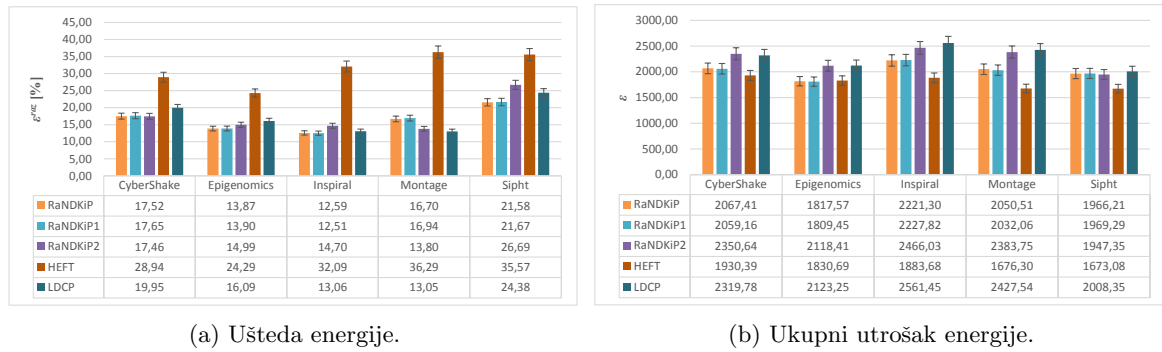 45,00
40,00
35,00
30,00
25,00
20,00
15,00
10,00
5,00
0,00
ε^raz [%]
CyberShake Epigenomics Inspiral Montage Sipht
RaNDKiP 17,52 13,87 12,59 16,70 21,58
RaNDKiP1 17,65 13,90 12,51 16,94 21,67
RaNDKiP2 17,46 14,99 14,70 13,80 26,69
HEFT 28,94 24,29 32,09 36,29 35,57
LDCP 19,95 16,09 13,06 13,05 24,38
(a) Ušteda energije.
3000,00
2500,00
2000,00
1500,00
1000,00
500,00
0,00
ε
CyberShake Epigenomics Inspiral Montage Sipht
RaNDKiP 2067,41 1817,57 2221,30 2050,51 1966,21
RaNDKiP1 2059,16 1809,45 2227,82 2032,06 1969,29
RaNDKiP2 2350,64 2118,41 2466,03 2383,75 1947,35
HEFT 1930,39 1830,69 1883,68 1676,30 1673,08
LDCP 2319,78 2123,25 2561,45 2427,54 2008,35
(b) Ukupni utrošak energije.